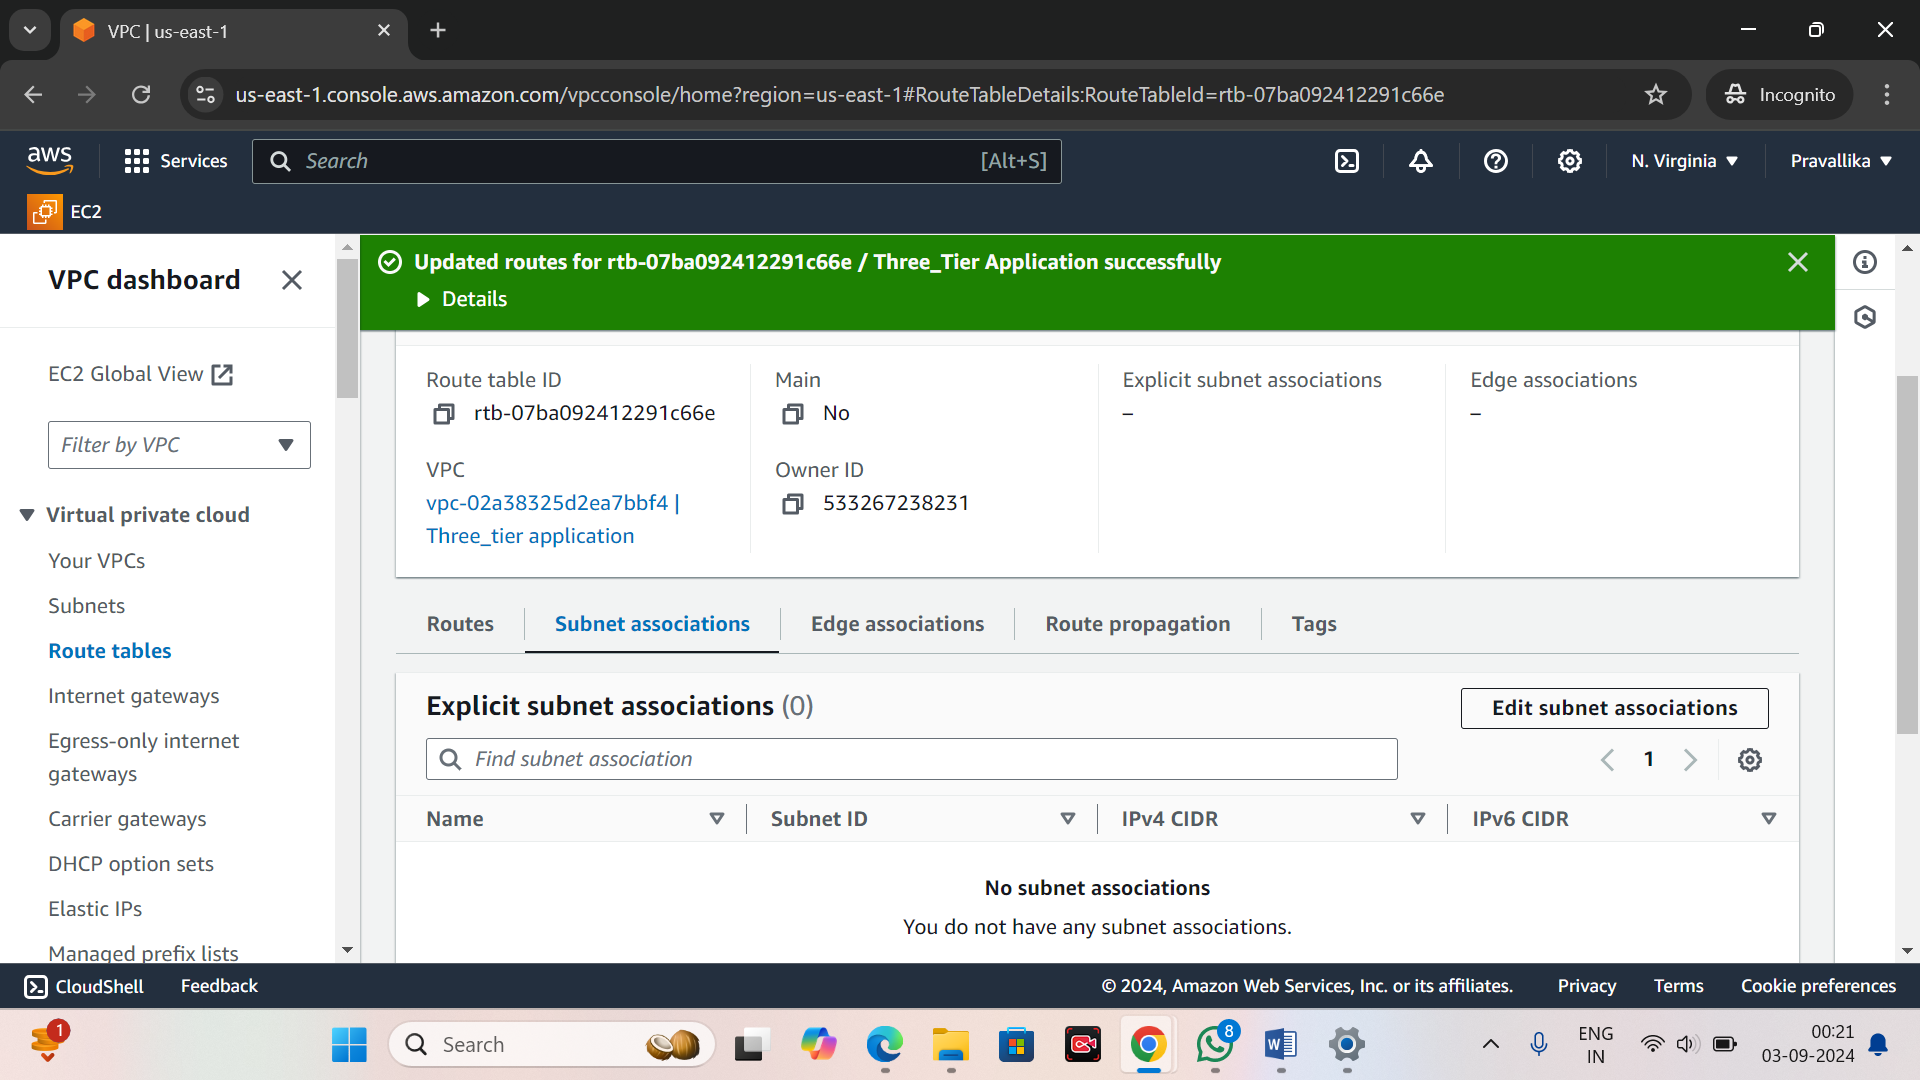 VPC | us-east-1
us-east-1.console.aws.amazon.com/vpcconsole/home?region=us-east-1#RouteTableDetails:RouteTableId=rtb-07ba092412291c66e
Incognito
aws
Services
Search
[Alt+S]
N. Virginia
Pravallika
EC2
VPC dashboard
EC2 Global View
Filter by VPC
Virtual private cloud
Your VPCs
Subnets
Route tables
Internet gateways
Egress-only internet
gateways
Carrier gateways
DHCP option sets
Elastic IPs
Managed prefix lists
Updated routes for rtb-07ba092412291c66e / Three_Tier Application successfully
Details
Route table ID
rtb-07ba092412291c66e
Main
No
Explicit subnet associations
–
Edge associations
–
VPC
vpc-02a38325d2ea7bbf4 |
Three_tier application
Owner ID
533267238231
Routes
Subnet associations
Edge associations
Route propagation
Tags
Explicit subnet associations (0)
Edit subnet associations
Find subnet association
1
Name
Subnet ID
IPv4 CIDR
IPv6 CIDR
No subnet associations
You do not have any subnet associations.
CloudShell
Feedback
© 2024, Amazon Web Services, Inc. or its affiliates.
Privacy
Terms
Cookie preferences
1
Search
8
W
ENG
IN
00:21
03-09-2024